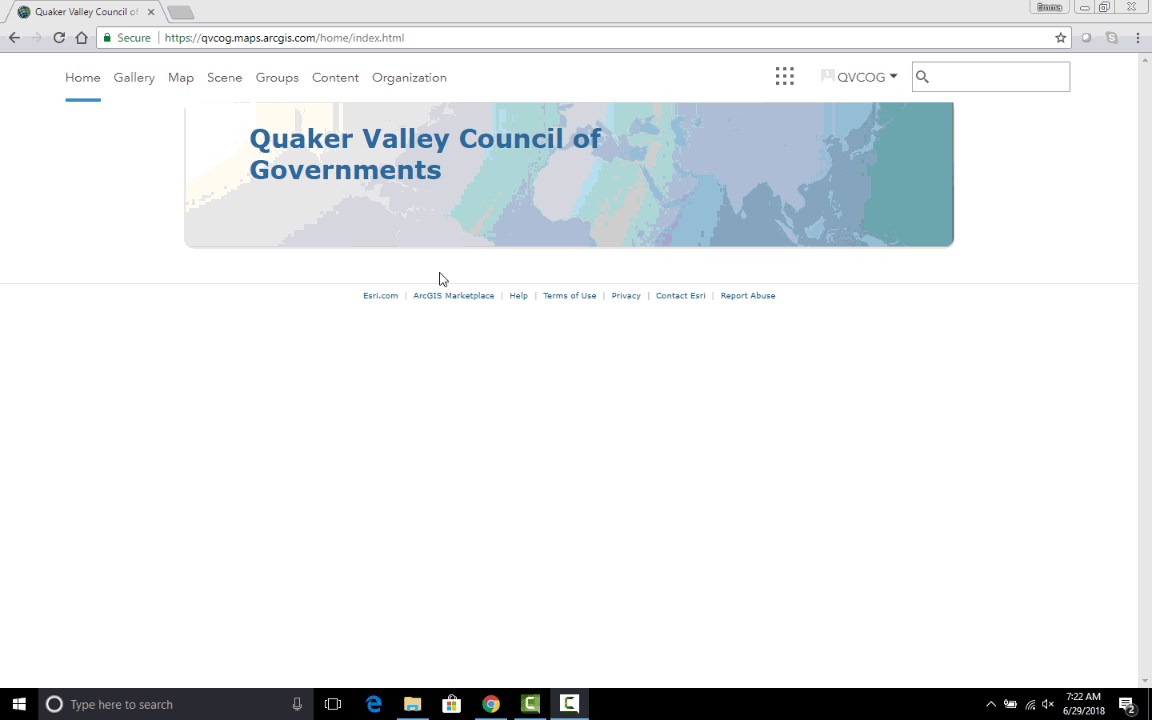 Quaker Valley Council of
Emma
Secure
https://qvcog.maps.arcgis.com/home/index.html
Home Gallery Map Scene Groups Content Organization
QVCOG
Quaker Valley Council of
Governments
Esri.com | ArcGIS Marketplace | Help | Terms of Use | Privacy | Contact Esri | Report Abuse
Type here to search
7:22 AM
6/29/2018
2